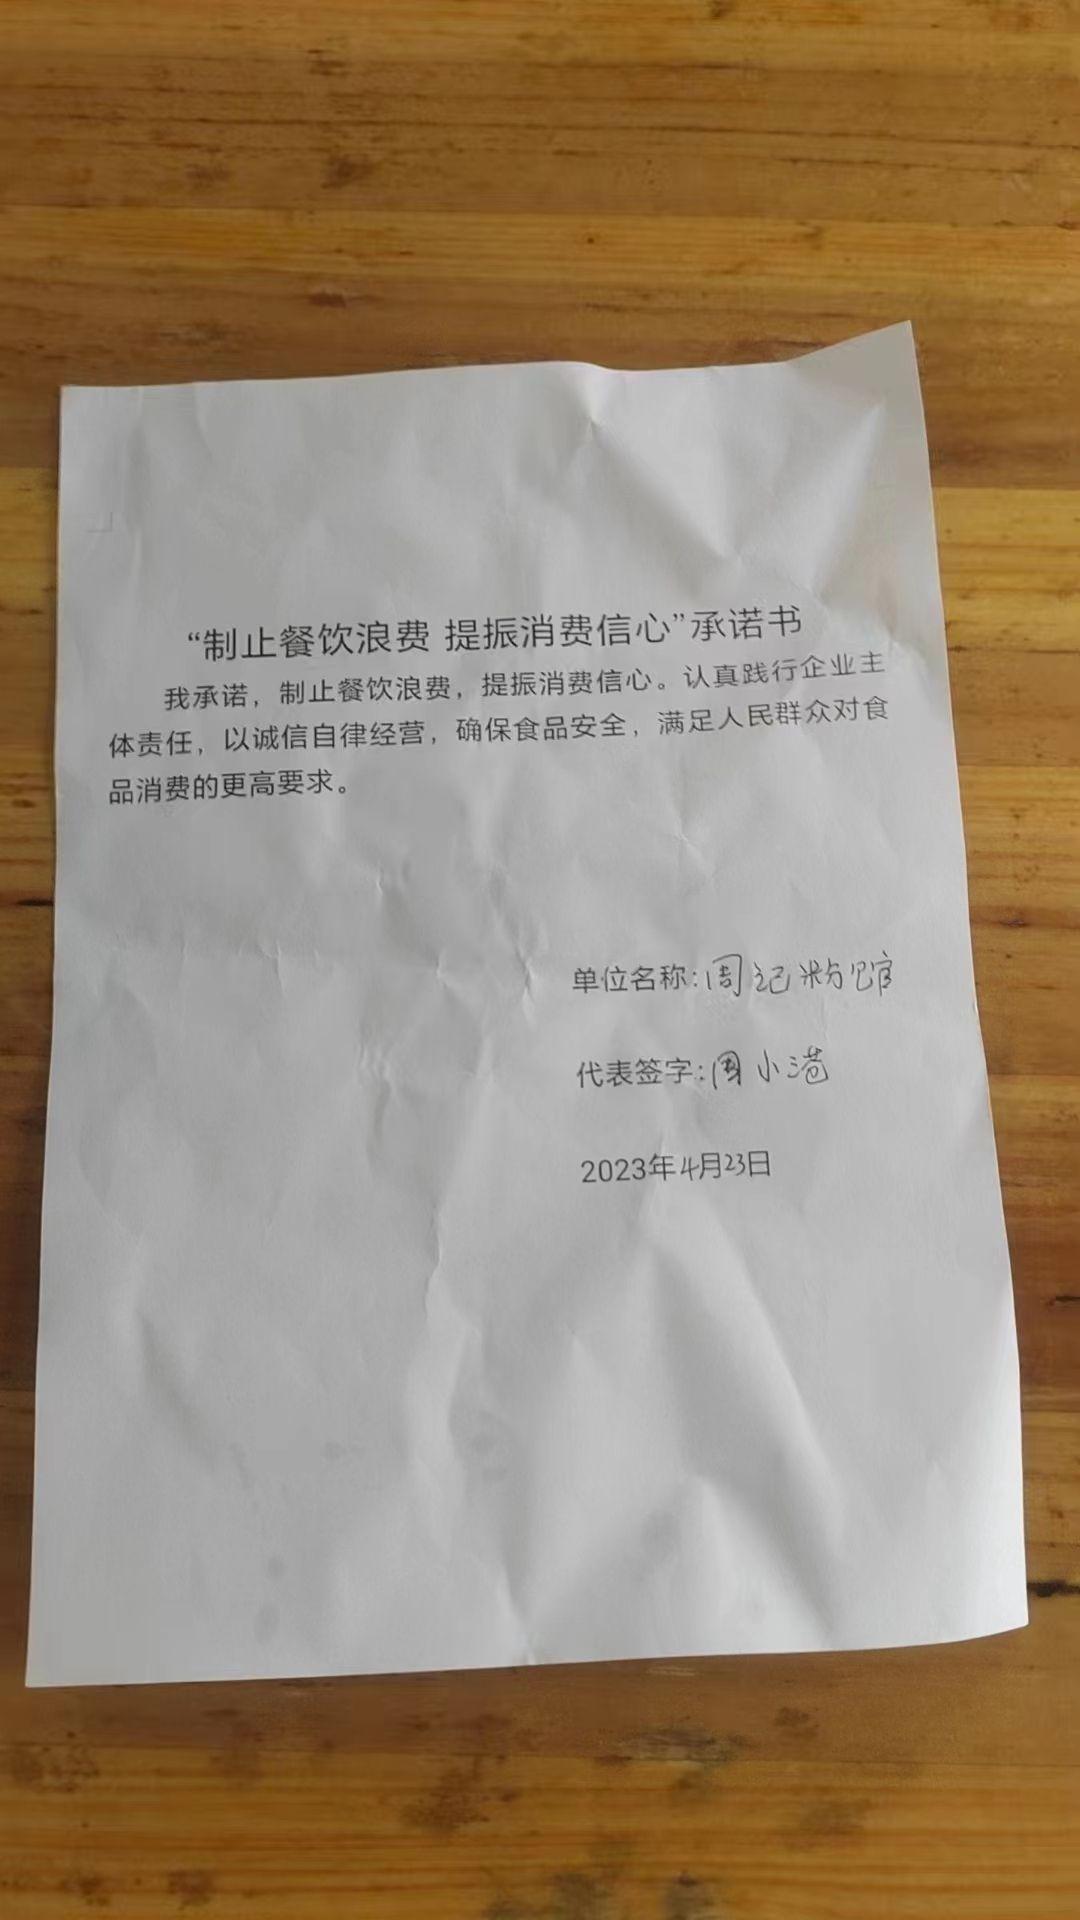 “制止餐饮浪费 提振消费信心”承诺书
我承诺，制止餐饮浪费，提振消费信心。认真践行企业主
体责任，以诚信自律经营，确保食品安全，满足人民群众对食
品消费的更高要求。
单位名称:周记粉馆
代表签字:周小港
2023年4月23日